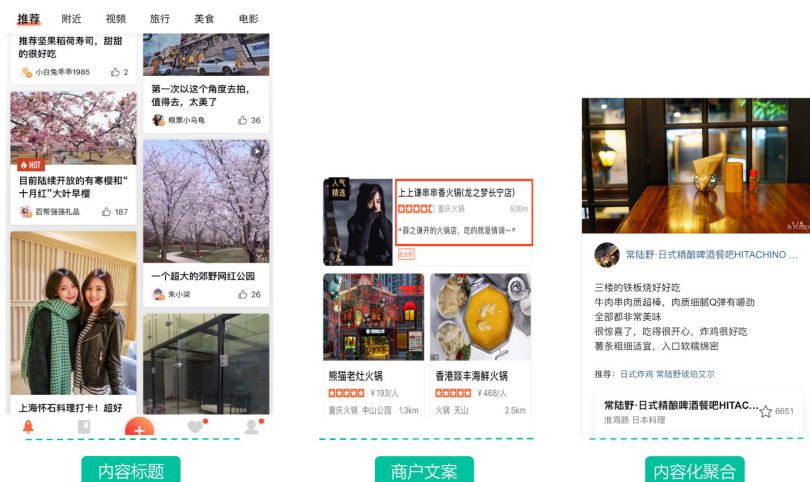 推荐 附近 视频 旅行 美食 电影
推荐坚果稻荷寿司，甜甜
的很好吃
小白兔乖乖1985 2
HOT
目前陆续开放的有寒樱和“
十月红”大叶早樱
百帮强强礼品 187
上海怀石料理打卡！超好
第一次以这个角度去拍，
值得去，太美了
根票小乌龟 36
一个超大的郊野网红公园
朱小柒 26
内容标题
人气
精选
上上谦串串香火锅(龙之梦长宁店)
重庆火锅 500m
“薛之谦开的火锅店，吃的就是情调～”
8.8折
熊猫老灶火锅
¥193/人
重庆火锅 中山公园 1.3km
香港燚丰海鲜火锅
¥468/人
火锅 天山 2.5km
商户文案
1/3
常陆野·日式精酿啤酒餐吧HITACHINO ...
三楼的铁板烧好好吃
牛肉串肉质超棒，肉质细腻Q弹有嚼劲
全部都非常美味
很惊喜了，吃得很开心，炸鸡很好吃
薯条粗细适宜，入口软糯绵密
推荐：日式炸鸡 常陆野琥珀艾尔
常陆野·日式精酿啤酒餐吧HITAC...
6651
淮海路 日本料理
内容化聚合